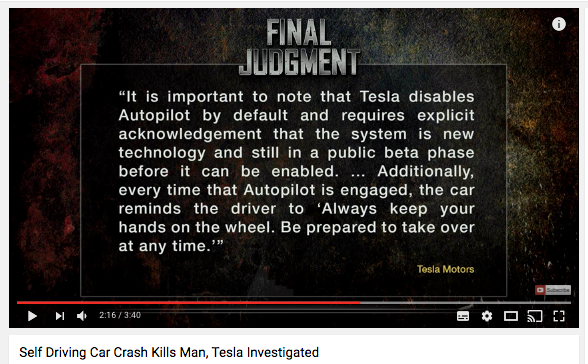 FINAL
JUDGMENT
“It is important to note that Tesla disables
Autopilot by default and requires explicit
acknowledgement that the system is new
technology and still in a public beta phase
before it can be enabled. ... Additionally,
every time that Autopilot is engaged, the car
reminds the driver to ‘Always keep your
hands on the wheel. Be prepared to take over
at any time.’”
Tesla Motors
Subscribe
2:16 / 3:40
Self Driving Car Crash Kills Man, Tesla Investigated